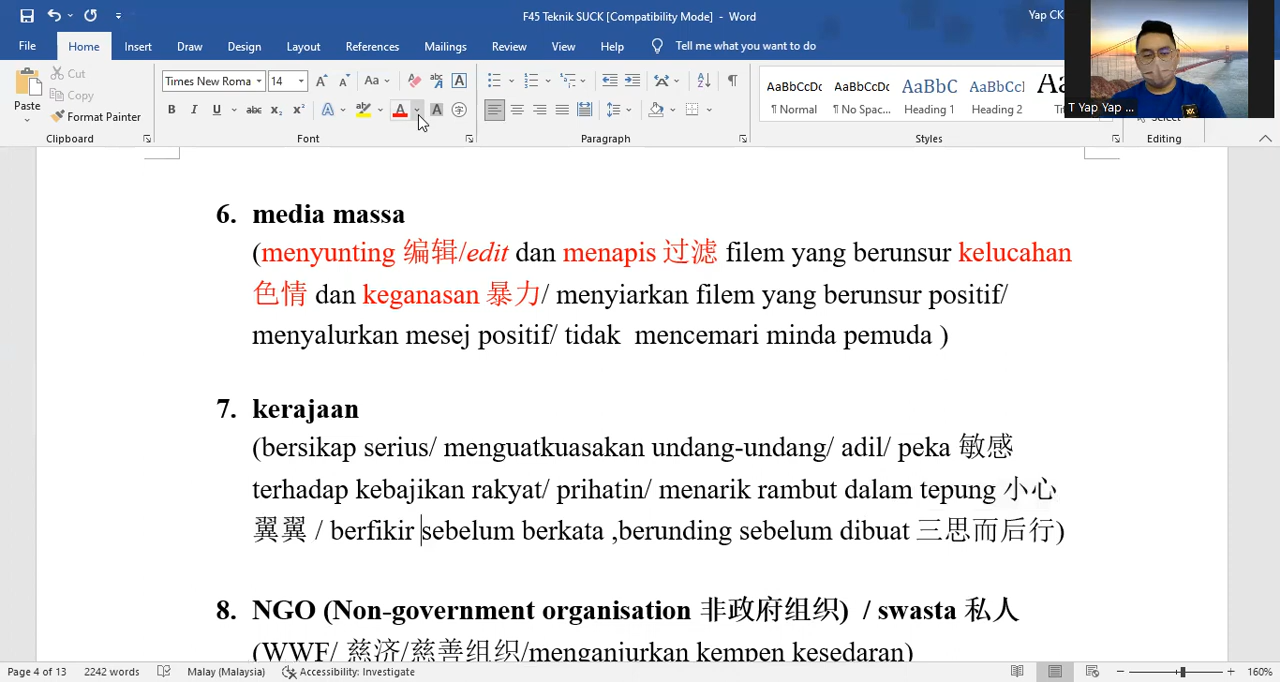 F45 Teknik SUCK [Compatibility Mode] - Word
Yap CK
File Home Insert Draw Design Layout References Mailings Review View Help Tell me what you want to do
Cut
Copy
Format Painter
Paste
Clipboard
Times New Roma 14
Font
Paragraph
AaBbCcDc AaBbCcDc AaBbC AaBbCcI
¶ Normal ¶ No Spac... Heading 1 Heading 2
Styles
Editing
T Yap Yap ...
6. media massa
(menyunting 编辑/edit dan menapis 过滤 filem yang berunsur kelucahan
色情 dan keganasan 暴力/ menyiarkan filem yang berunsur positif/
menyalurkan mesej positif/ tidak mencemari minda pemuda )
7. kerajaan
(bersikap serius/ menguatkuasakan undang-undang/ adil/ peka 敏感
terhadap kebajikan rakyat/ prihatin/ menarik rambut dalam tepung 小心
翼翼 / berfikir sebelum berkata ,berunding sebelum dibuat 三思而后行)
8. NGO (Non-government organisation 非政府组织) / swasta 私人
(WWF/ 慈济/慈善组织/menganjurkan kempen kesedaran)
Page 4 of 13 2242 words Malay (Malaysia) Accessibility: Investigate 160%